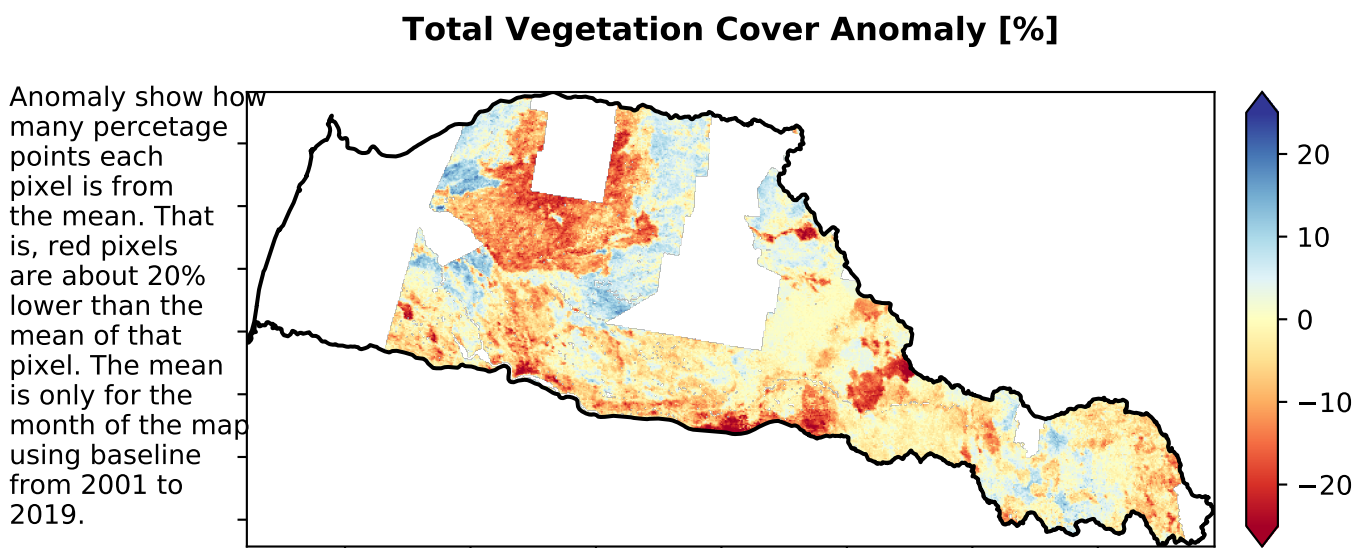 Total Vegetation Cover Anomaly [%]
Anomaly show how
many percetage
points each
pixel is from
the mean. That
is, red pixels
are about 20%
lower than the
mean of that
pixel. The mean
is only for the
month of the map
using baseline
from 2001 to
2019.
20
10
0
−10
−20